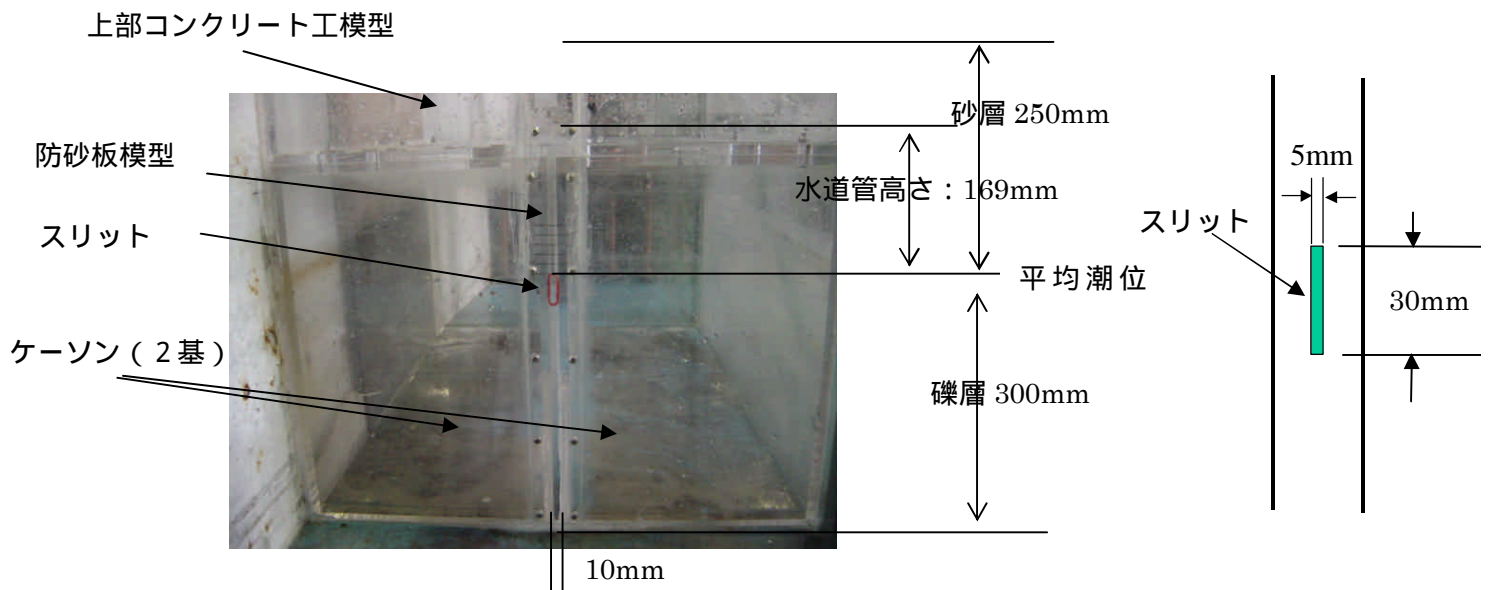 上部コンクリート工模型
砂層 250mm
防砂板模型
5mm
水道管高さ：169mm
スリット
スリット
平均潮位
30mm
ケーソン（２基）
礫層 300mm
10mm